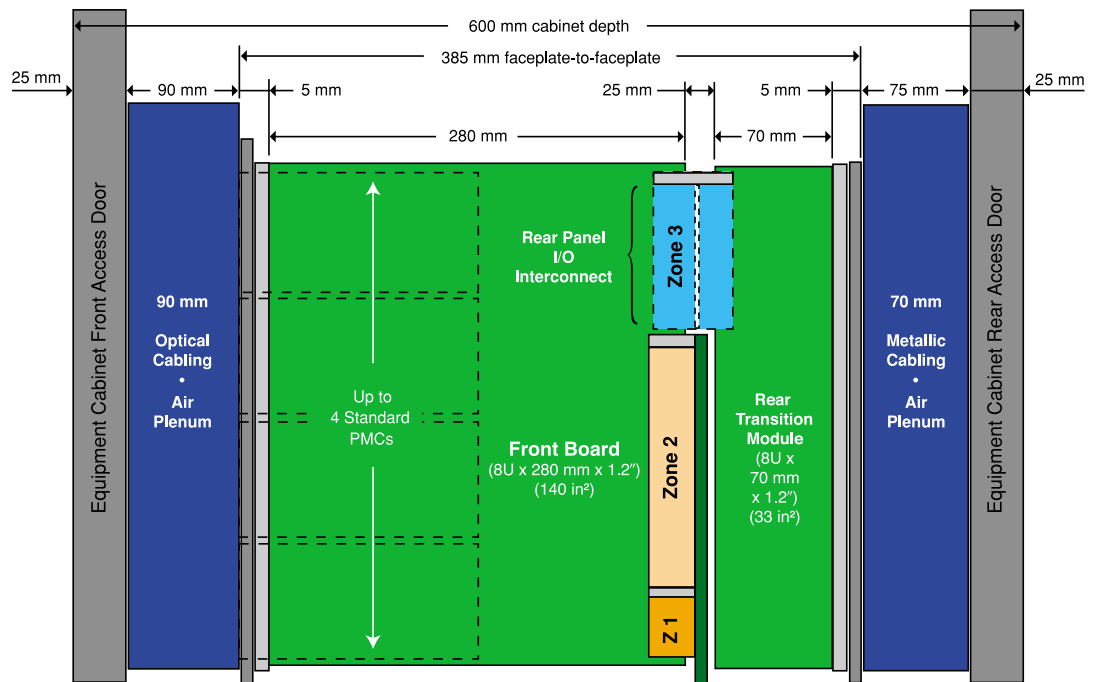 600 mm cabinet depth
385 mm faceplate-to-faceplate
25 mm
90 mm
5 mm
25 mm
5 mm
75 mm
25 mm
280 mm
70 mm
Equipment Cabinet Front Access Door
90 mm
Optical
Cabling
•
Air
Plenum
Up to
4 Standard
PMCs
Rear Panel
I/O
Interconnect
Zone 3
Front Board
(8U x 280 mm x 1.2″)
(140 in²)
Zone 2
Z 1
Rear
Transition
Module
(8U x
70 mm
x 1.2″)
(33 in²)
70 mm
Metallic
Cabling
•
Air
Plenum
Equipment Cabinet Rear Access Door